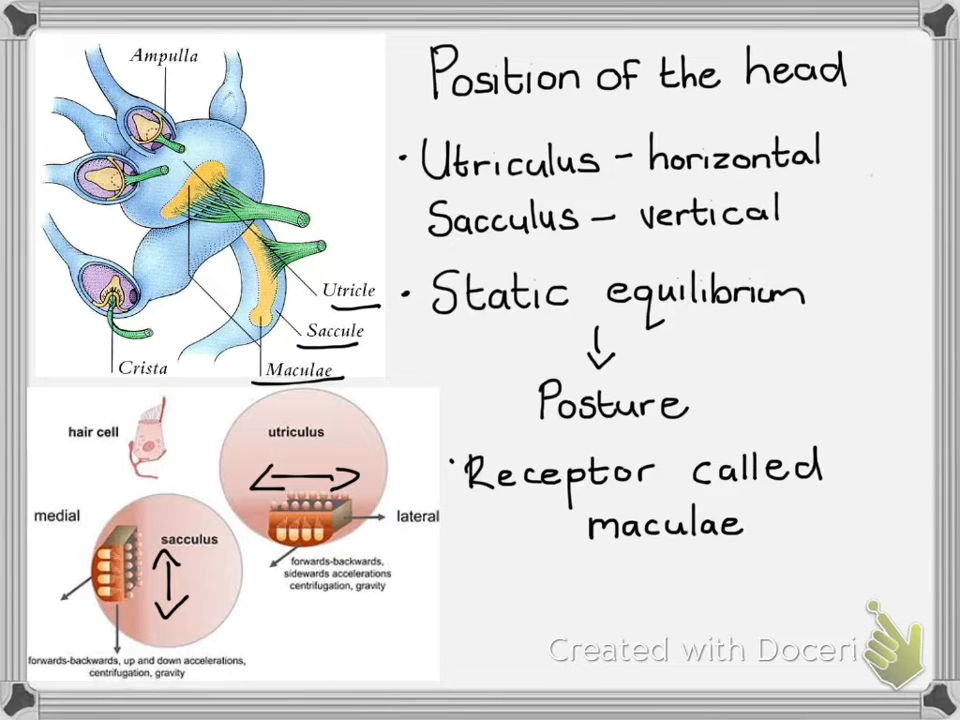 Ampulla
Utricle
Saccule
Maculae
Crista
Position of the head
• Utriculus - horizontal
Sacculus - vertical
• Static equilibrium
Posture
• Receptor called
maculae
hair cell
utriculus
medial
sacculus
lateral
forwards-backwards,
sidewards accelerations
centrifugation, gravity
forwards-backwards, up and down accelerations,
centrifugation, gravity
Created with Doceri